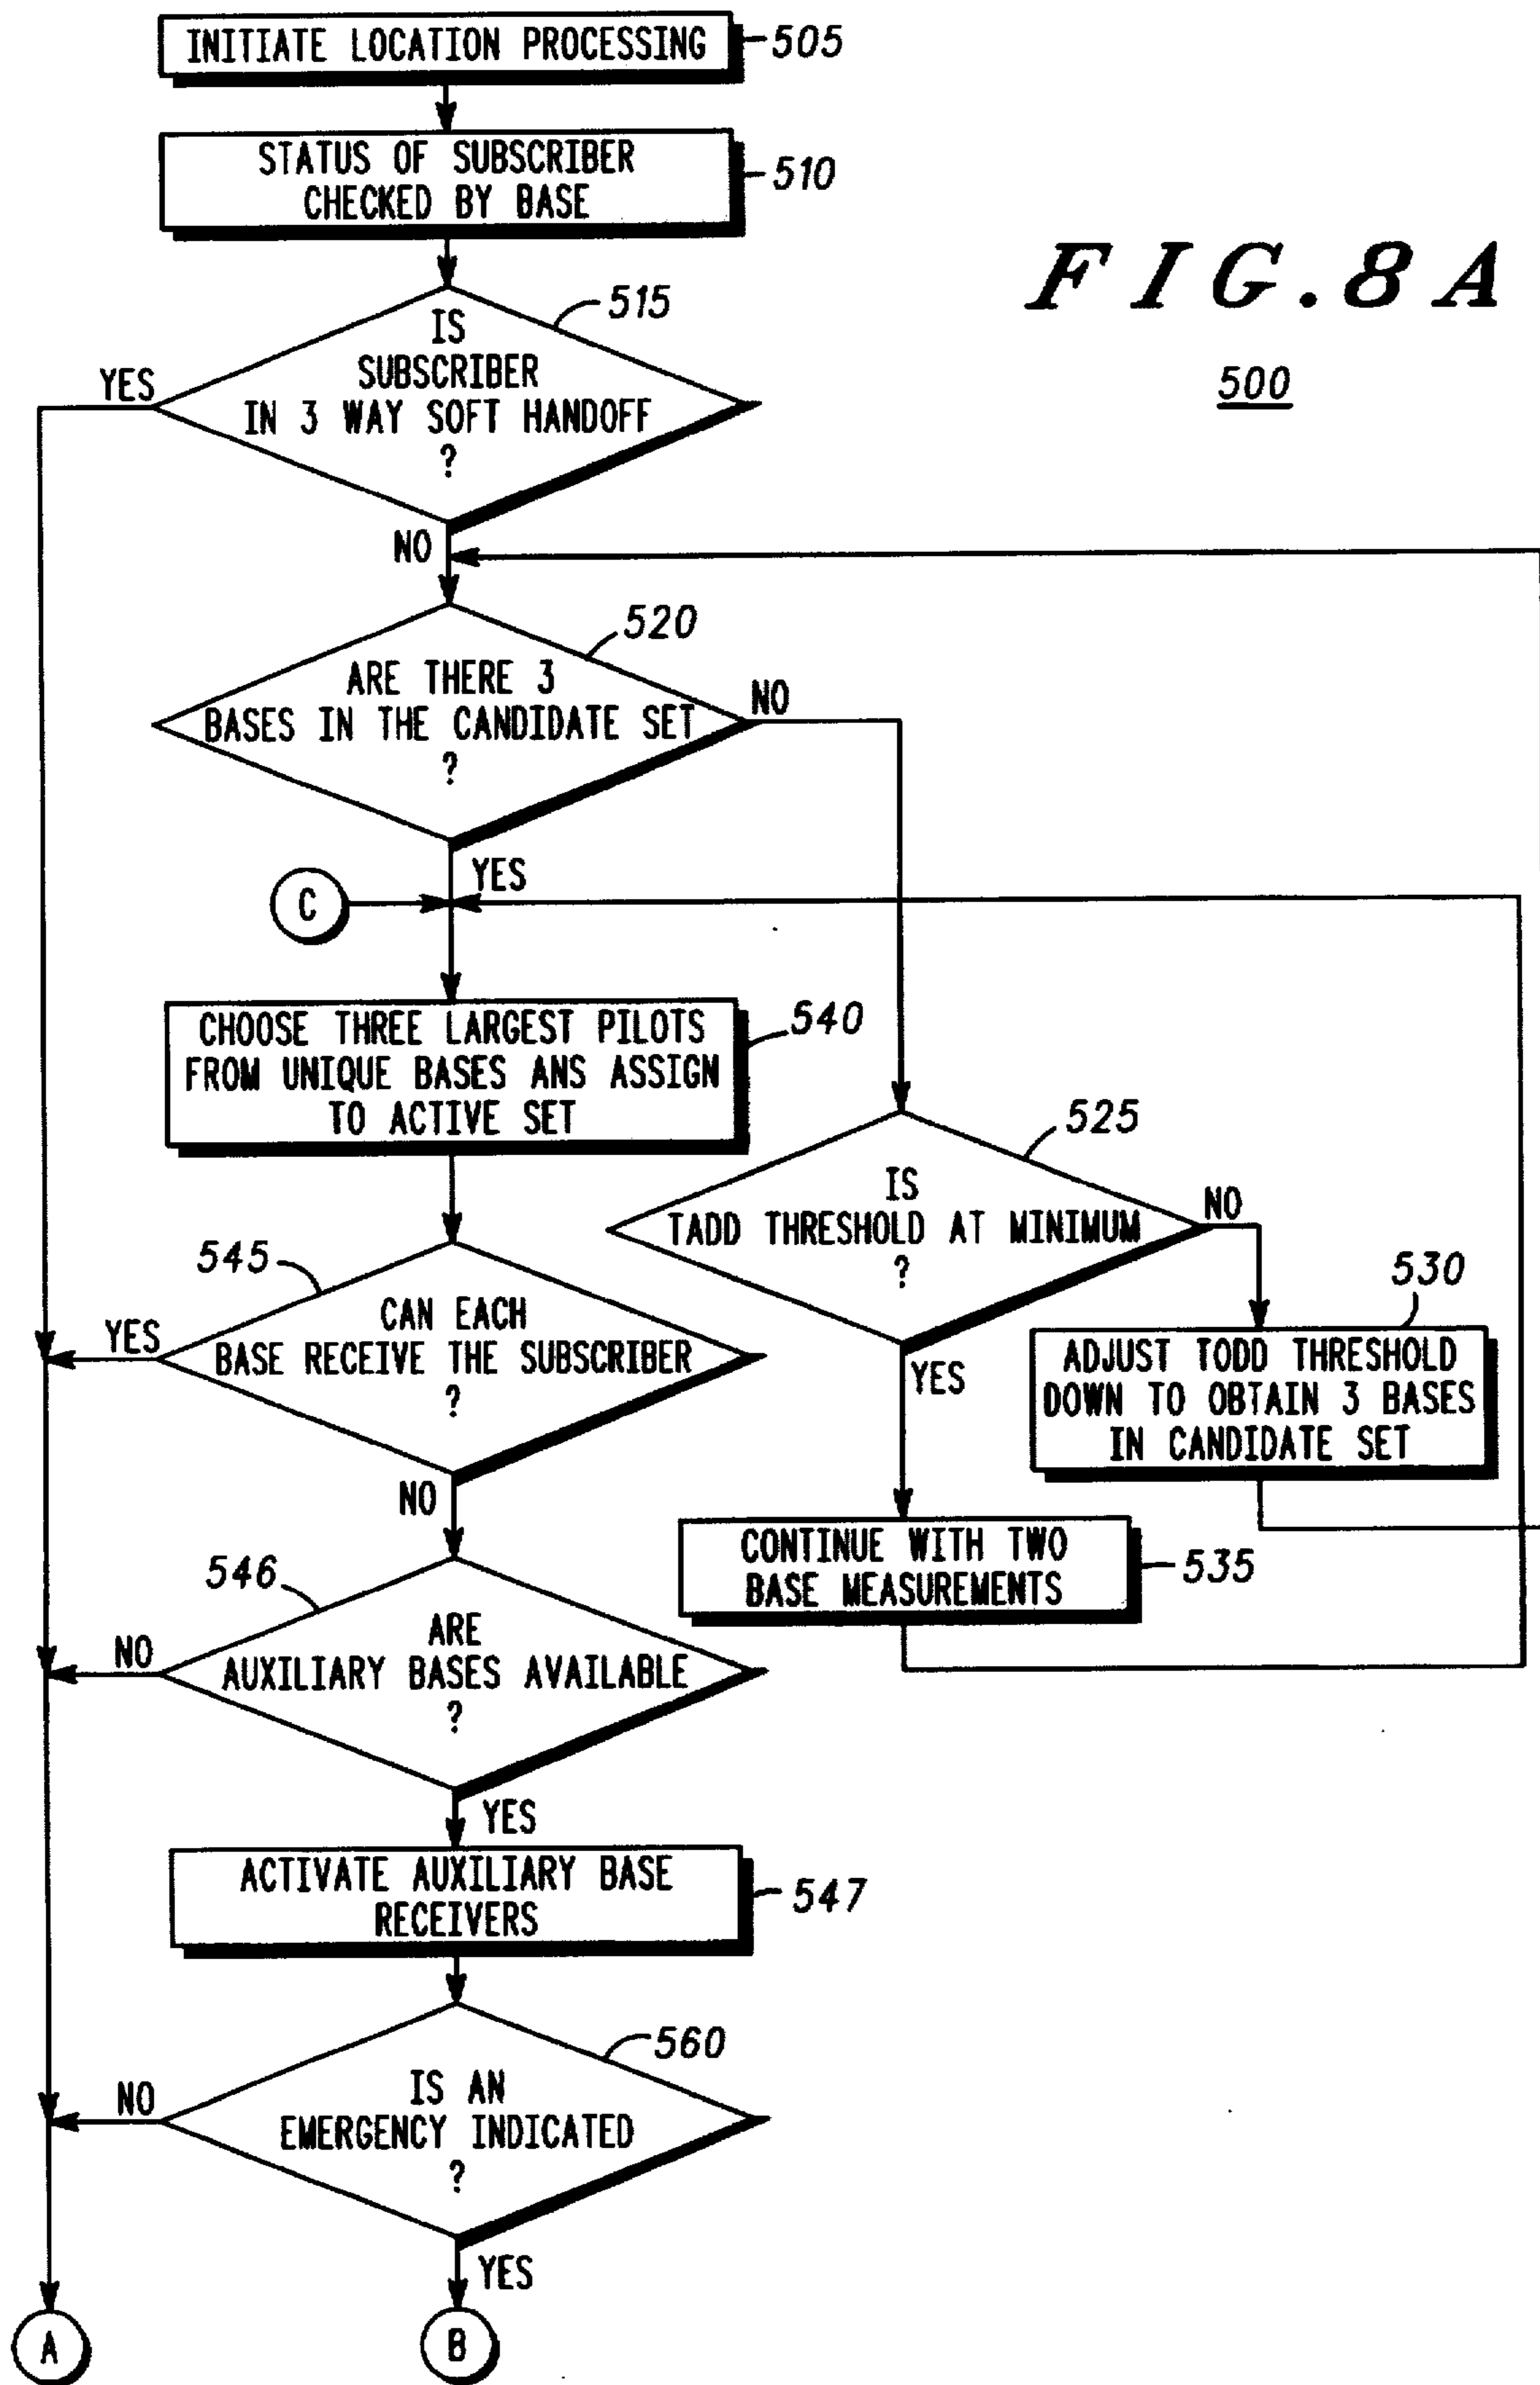 INITIATE LOCATION PROCESSING
505
STATUS OF SUBSCRIBER
CHECKED BY BASE
510
FIG.8A
500
IS
SUBSCRIBER
IN 3 WAY SOFT HANDOFF
?
515
YES
NO
ARE THERE 3
BASES IN THE CANDIDATE SET
?
520
NO
YES
C
CHOOSE THREE LARGEST PILOTS
FROM UNIQUE BASES ANS ASSIGN
TO ACTIVE SET
540
IS
TADD THRESHOLD AT MINIMUM
?
525
NO
YES
530
ADJUST TODD THRESHOLD
DOWN TO OBTAIN 3 BASES
IN CANDIDATE SET
545
CAN EACH
BASE RECEIVE THE SUBSCRIBER
?
YES
NO
CONTINUE WITH TWO
BASE MEASUREMENTS
535
546
ARE
AUXILIARY BASES AVAILABLE
?
NO
YES
ACTIVATE AUXILIARY BASE
RECEIVERS
547
560
IS AN
EMERGENCY INDICATED
?
NO
YES
A
B